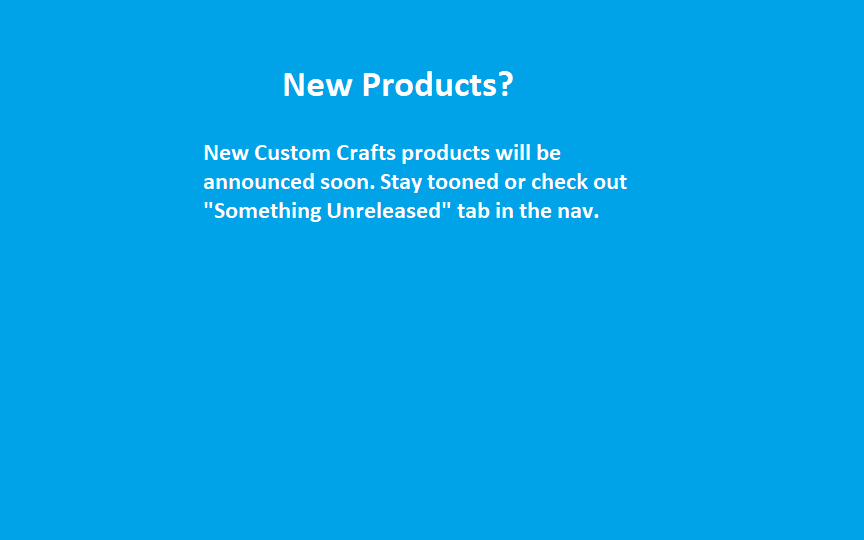 New Products?
New Custom Crafts products will be
announced soon. Stay tooned or check out
"Something Unreleased" tab in the nav.